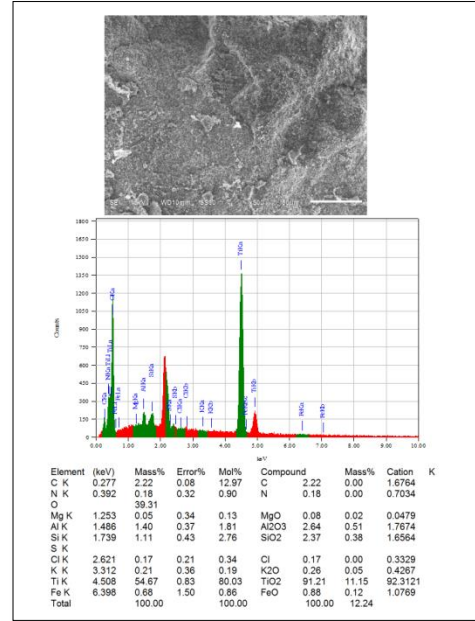 1800
1650
1500
1350
1200
1050
900
750
600
450
300
150
0
Counts
0.00 1.00 2.00 3.00 4.00 5.00 6.00 7.00 8.00 9.00 10.00
keV
CKa
NKa
OKa
MgKa
AlKa
SiKa
ClKa
ClKb
KKa
KKb
TiKa
TiKb
FeKa
FeKb
Element (keV) Mass% Error% Mol% Compound Mass% Cation K
C K 0.277 2.22 0.08 12.97 C 2.22 0.00 1.6764
N K 0.392 0.18 0.32 0.90 N 0.18 0.00 0.7034
O 39.31
Mg K 1.253 0.05 0.34 0.13 MgO 0.08 0.02 0.0479
Al K 1.486 1.40 0.37 1.81 Al2O3 2.64 0.51 1.7674
Si K 1.739 1.11 0.43 2.76 SiO2 2.37 0.38 1.6564
S K
Cl K 2.621 0.17 0.21 0.34 Cl 0.17 0.00 0.3329
K K 3.312 0.21 0.36 0.19 K2O 0.26 0.05 0.4267
Ti K 4.508 54.67 0.83 80.03 TiO2 91.21 11.15 92.3121
Fe K 6.398 0.68 1.50 0.86 FeO 0.88 0.12 1.0769
Total 100.00 100.00 100.00 12.24